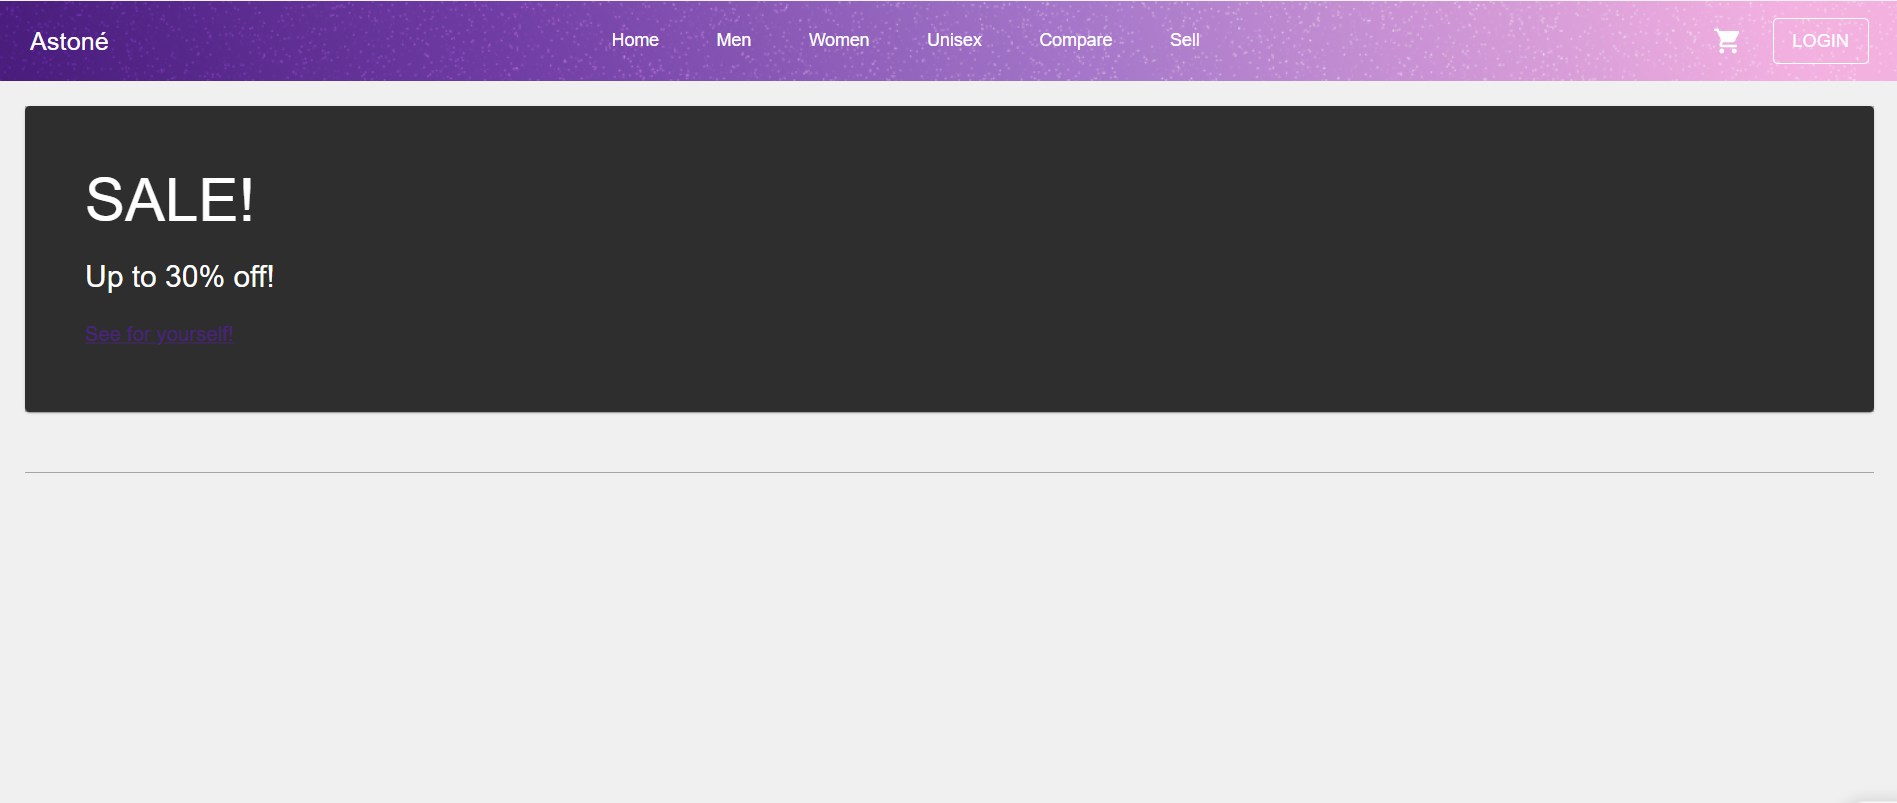 Astoné
Home Men Women Unisex Compare Sell
LOGIN
SALE!
Up to 30% off!
See for yourself!